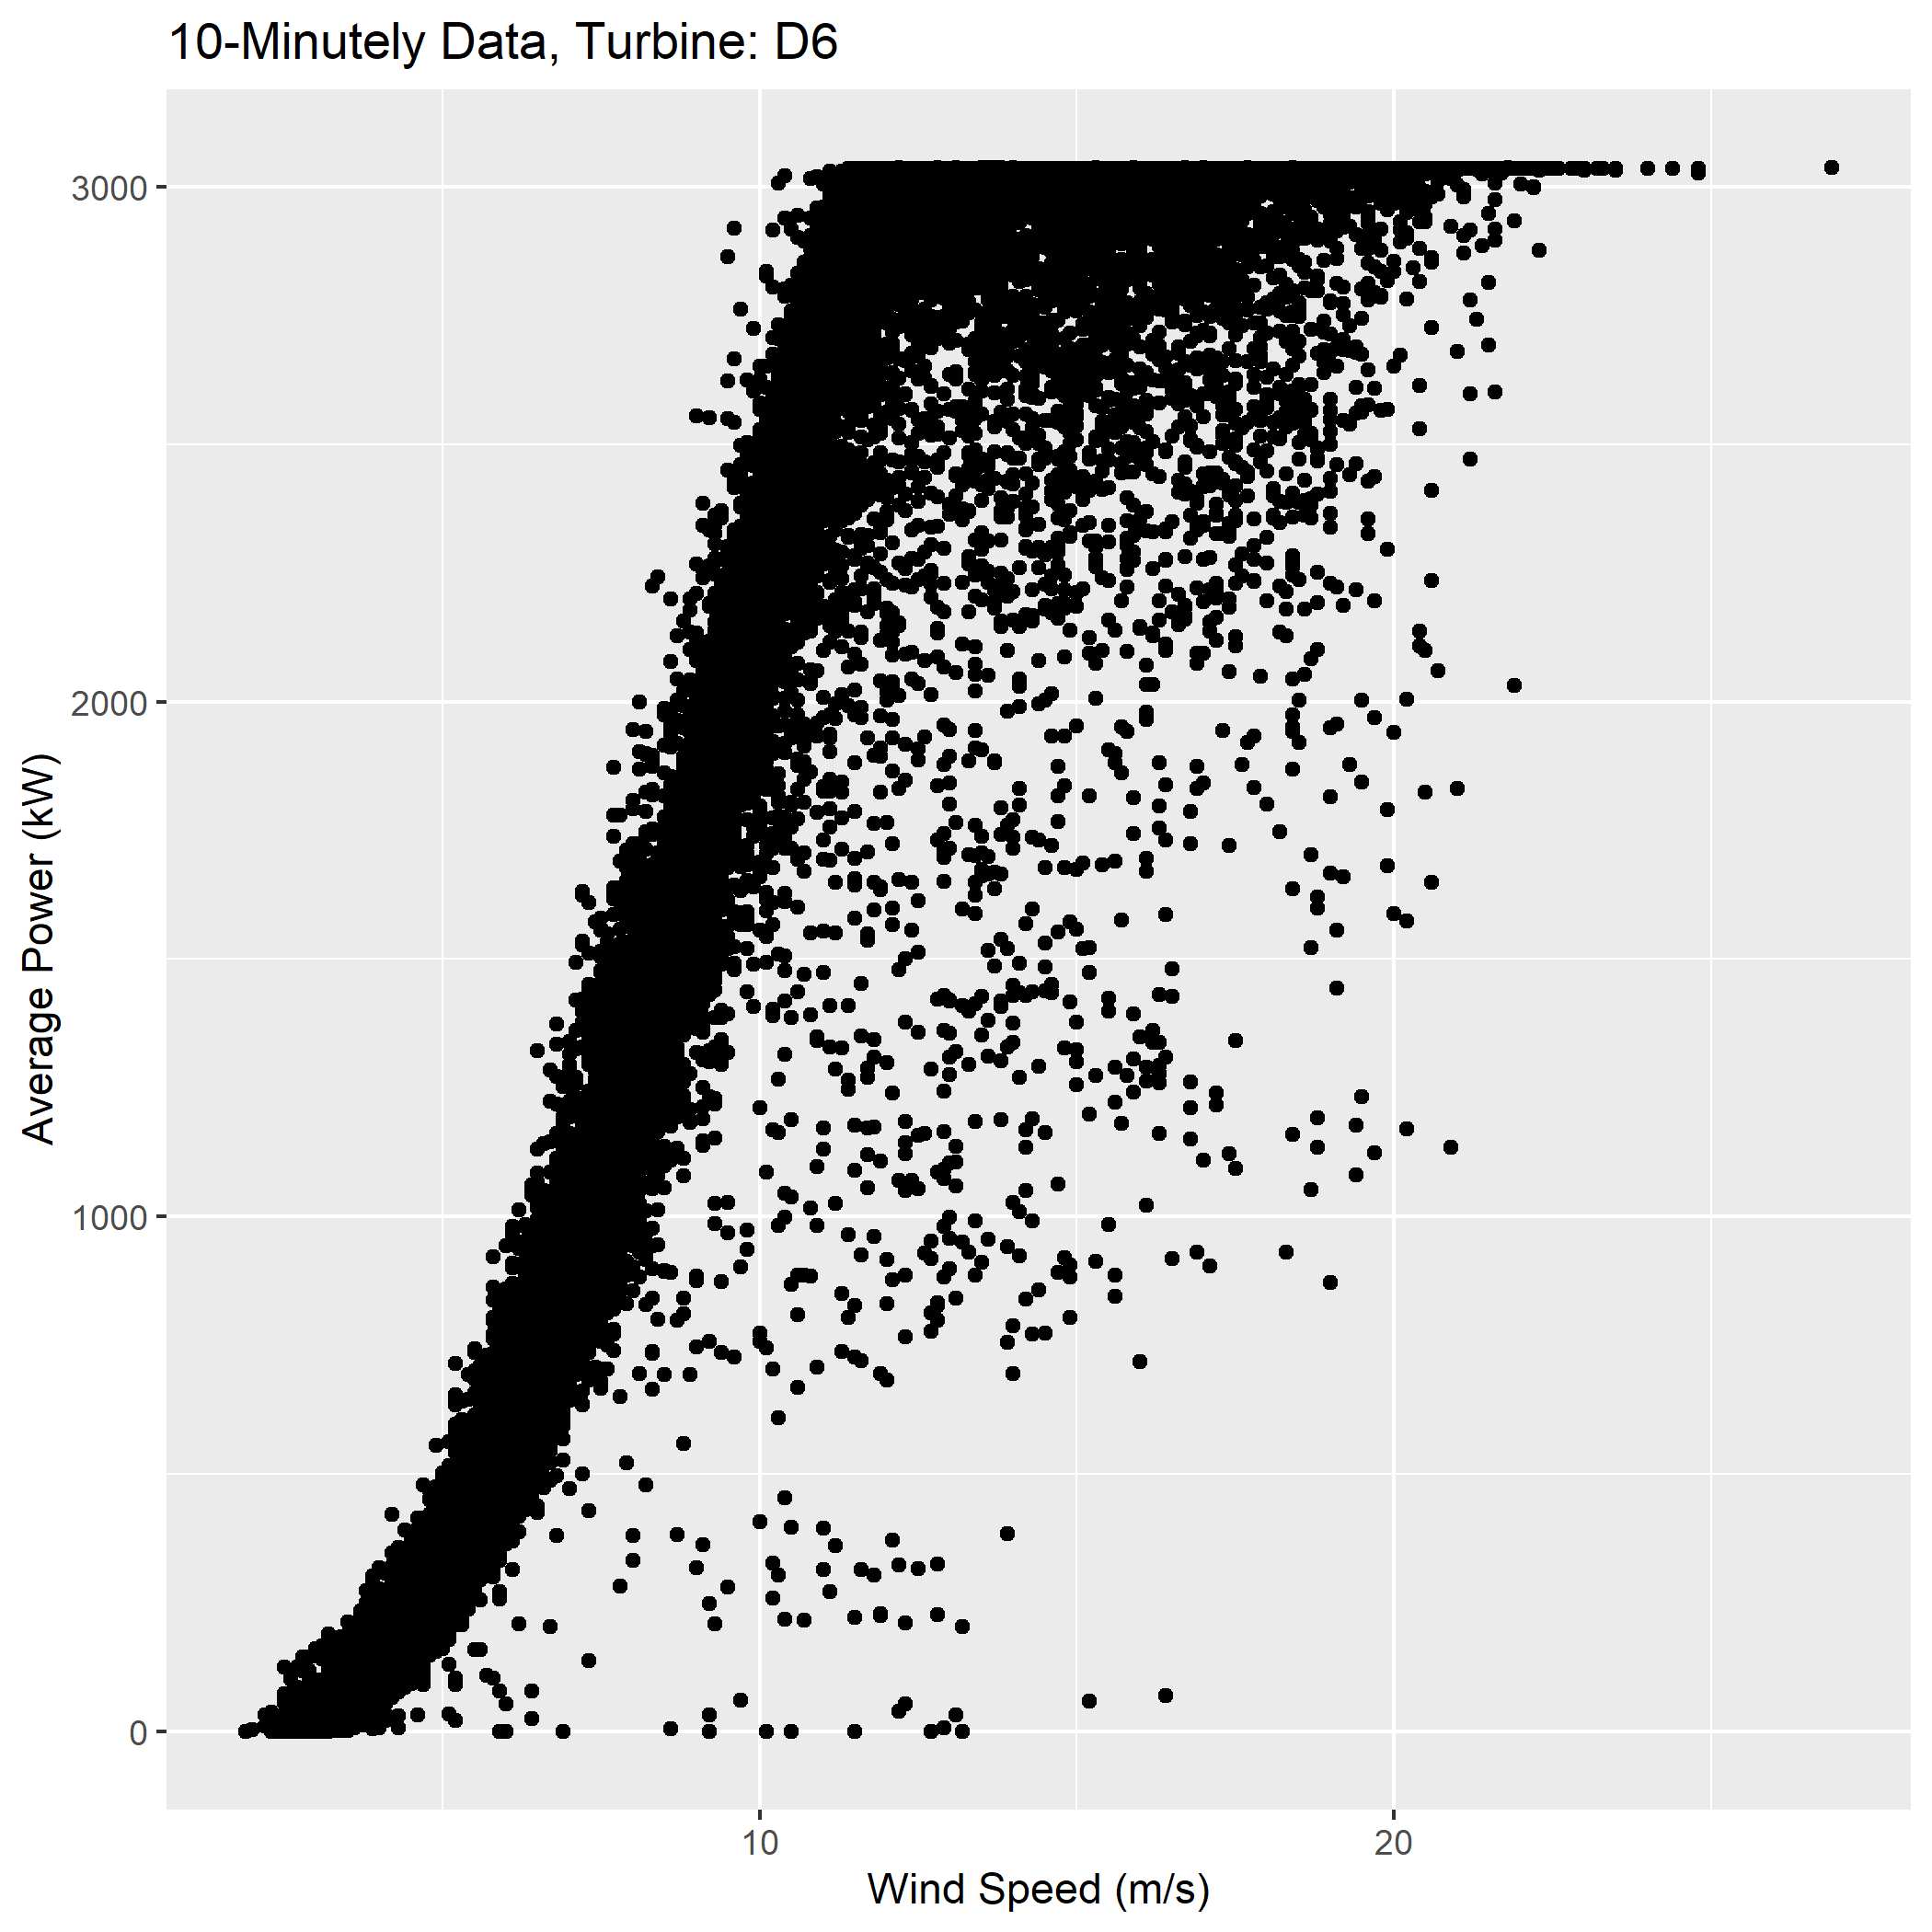 10-Minutely Data, Turbine: D6
3000
2000
1000
0
Average Power (kW)
10
20
Wind Speed (m/s)